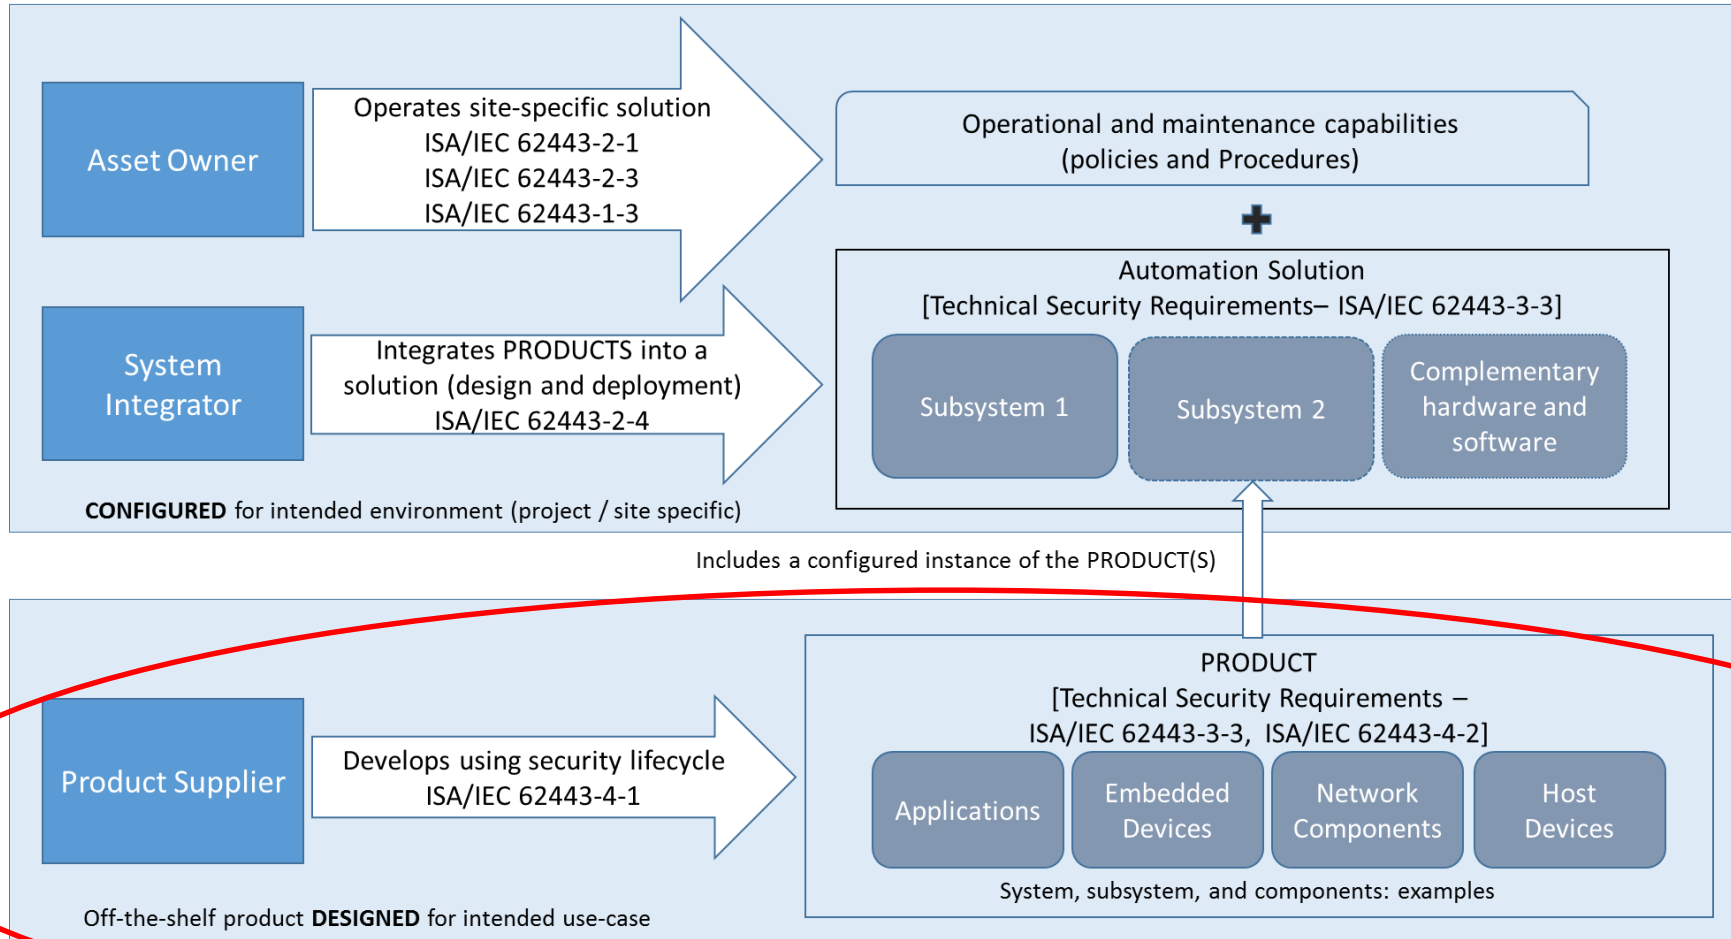 Asset Owner
Operates site-specific solution
ISA/IEC 62443-2-1
ISA/IEC 62443-2-3
ISA/IEC 62443-1-3
Operational and maintenance capabilities
(policies and Procedures)
System
Integrator
Integrates PRODUCTS into a
solution (design and deployment)
ISA/IEC 62443-2-4
Automation Solution
[Technical Security Requirements– ISA/IEC 62443-3-3]
Subsystem 1
Subsystem 2
Complementary
hardware and
software
CONFIGURED for intended environment (project / site specific)
Includes a configured instance of the PRODUCT(S)
Product Supplier
Develops using security lifecycle
ISA/IEC 62443-4-1
PRODUCT
[Technical Security Requirements –
ISA/IEC 62443-3-3,  ISA/IEC 62443-4-2]
Applications
Embedded
Devices
Network
Components
Host
Devices
System, subsystem, and components: examples
Off-the-shelf product DESIGNED for intended use-case